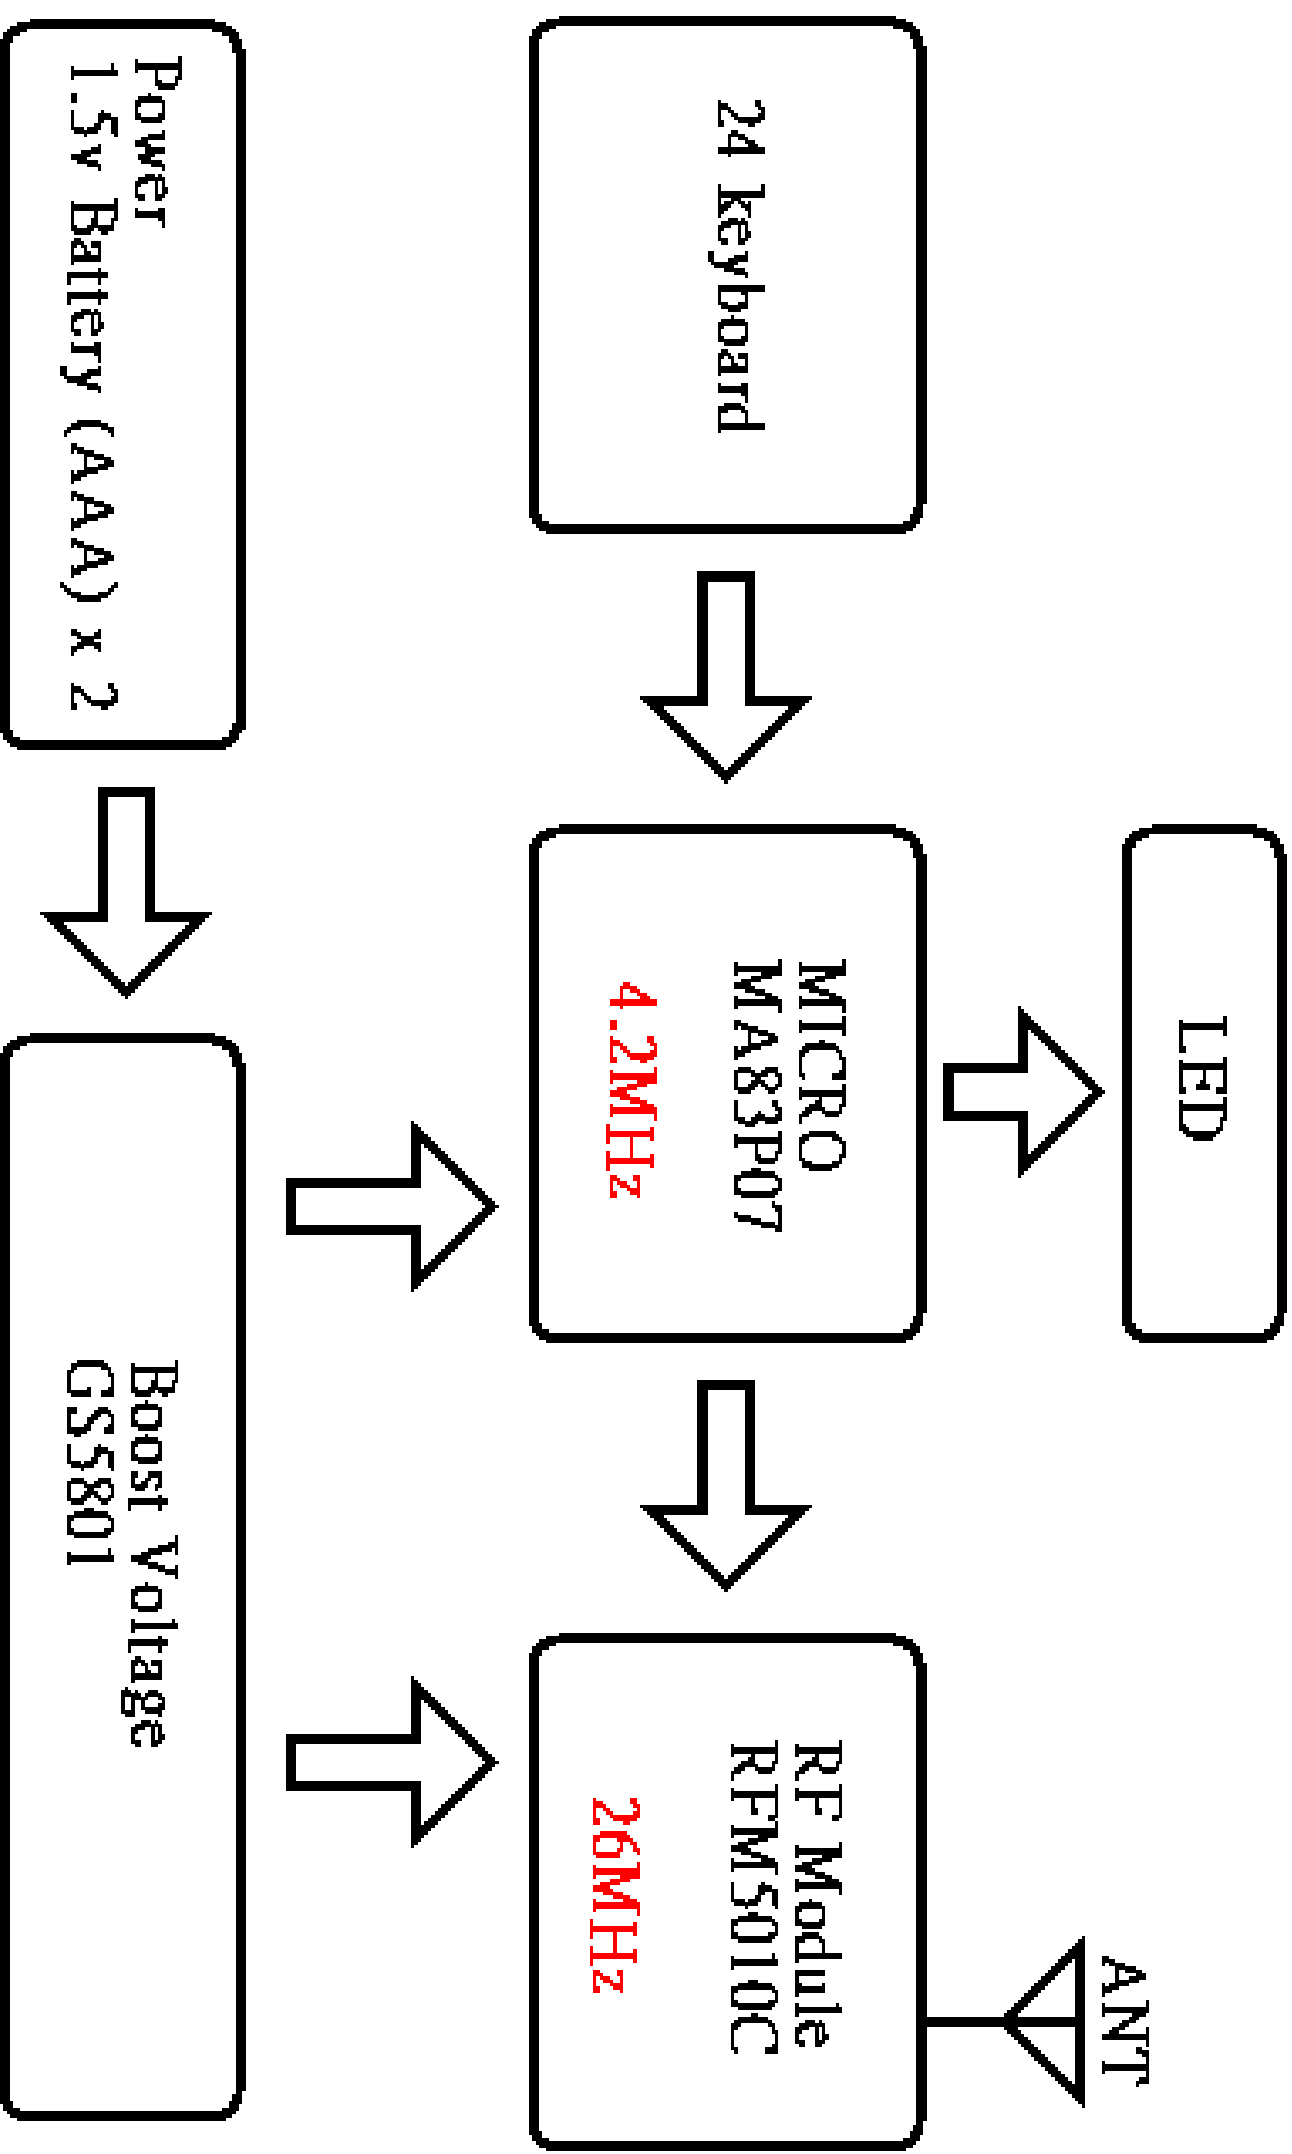 LED
ANT
24 keyboard
MICRO
MA83P07
4.2MHz
RF Module
RFM5010C
26MHz
Power
1.5v Battery (AAA) x 2
Boost Voltage
GS5801